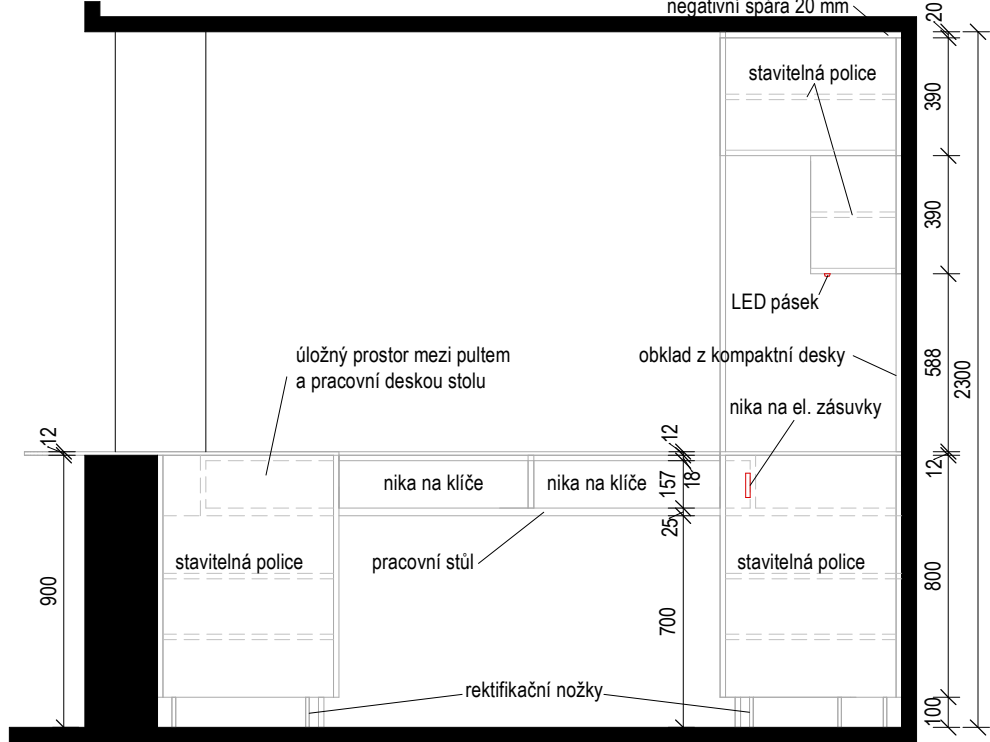 negativní spára 20 mm
20
stavitelná police
390
390
LED pásek
úložný prostor mezi pultem
a pracovní deskou stolu
obklad z kompaktní desky
588
2300
nika na el. zásuvky
12
12
12
nika na klíče
nika na klíče
157
18
25
pracovní stůl
stavitelná police
stavitelná police
900
700
800
rektifikační nožky
100